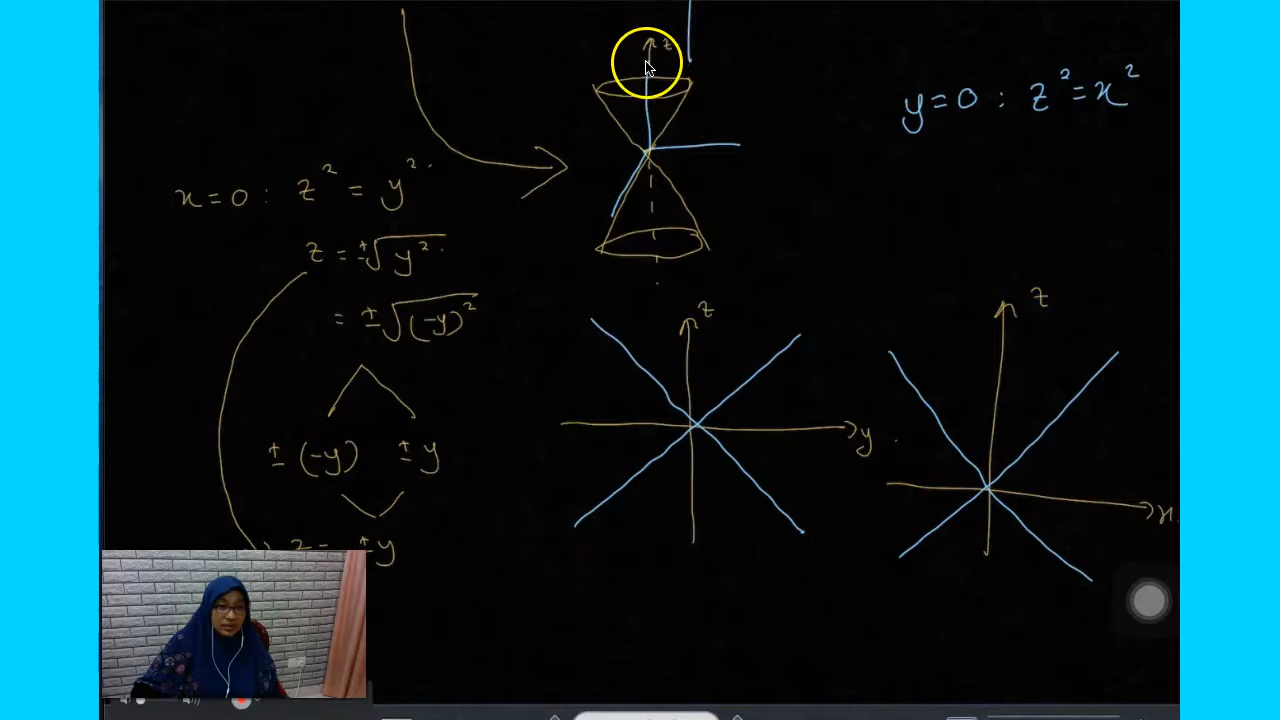 z
y = 0 : z² = x²
x = 0 : z² = y².
z = ±√y²
= ±√(-y)²
± (-y) ± y
z = ± y
z
y
z
x